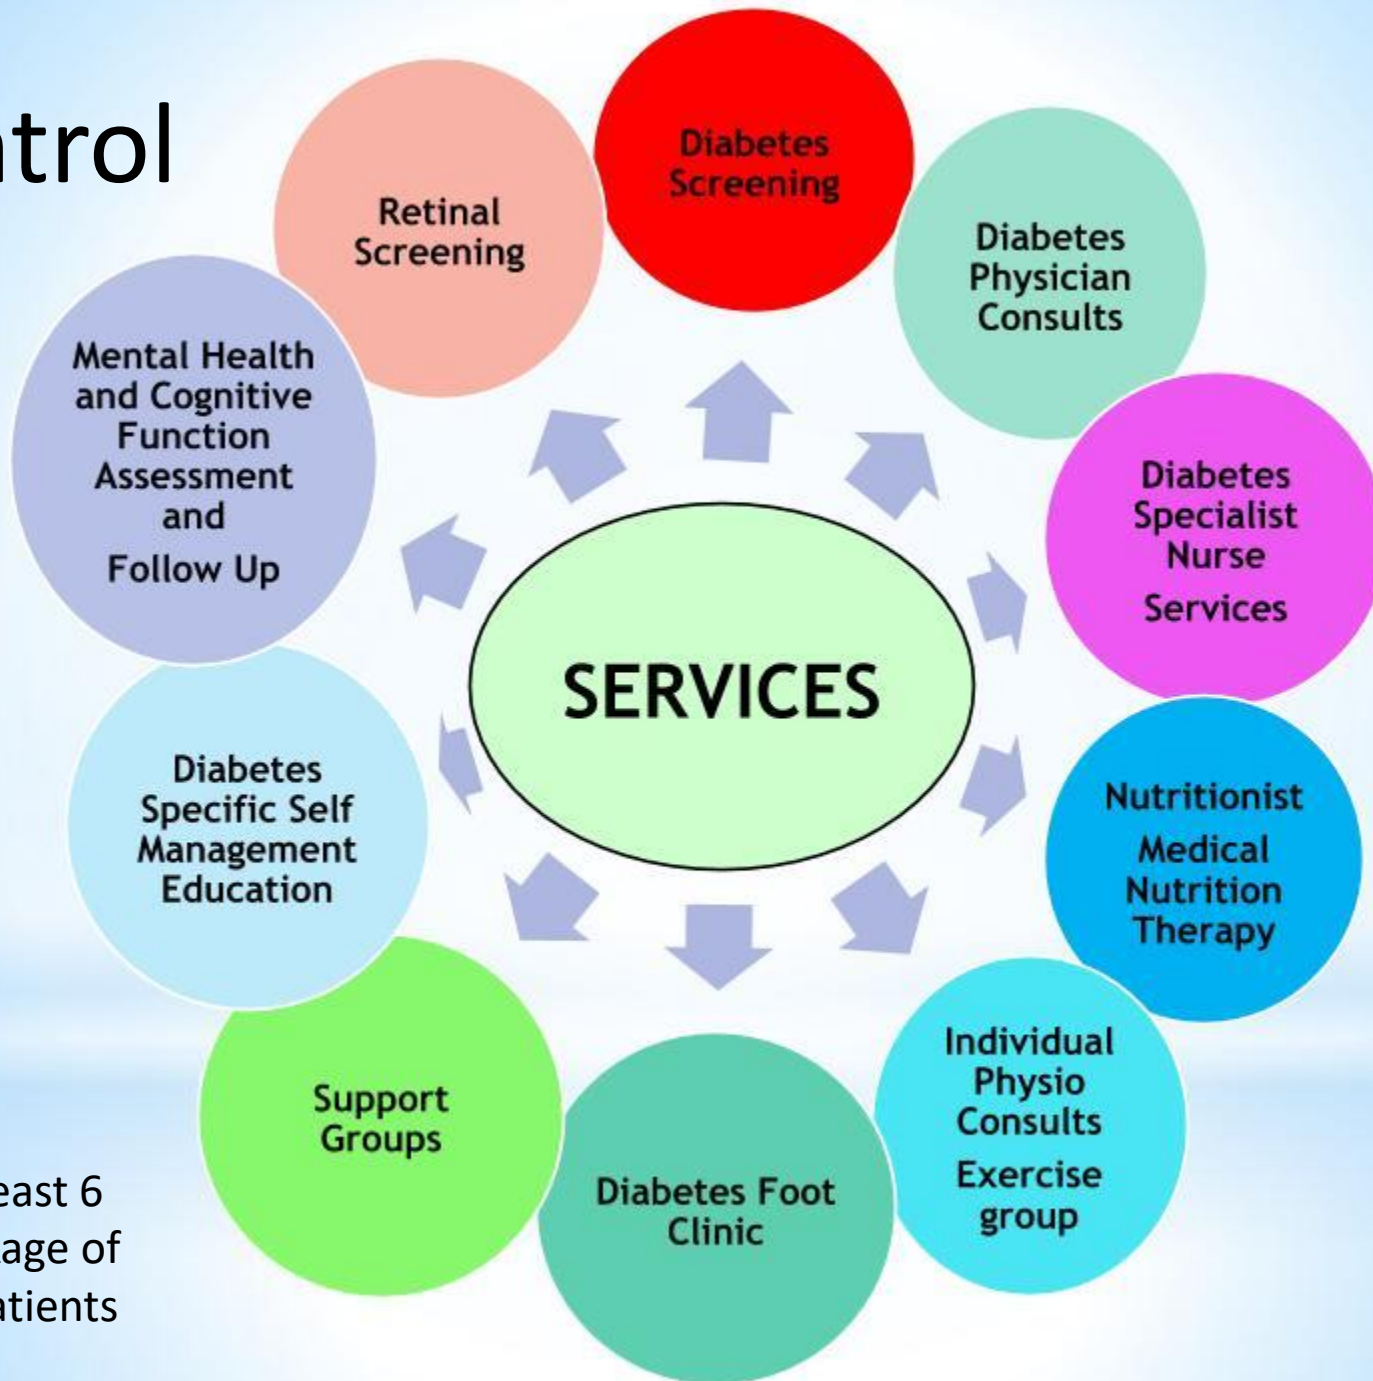 ntrol
Diabetes
Screening
Diabetes
Physician
Consults
Diabetes
Specialist
Nurse
Services
Nutritionist
Medical
Nutrition
Therapy
Individual
Physio
Consults
Exercise
group
Diabetes Foot
Clinic
Support
Groups
Diabetes
Specific Self
Management
Education
Mental Health
and Cognitive
Function
Assessment
and
Follow Up
Retinal
Screening
SERVICES
east 6
age of
atients